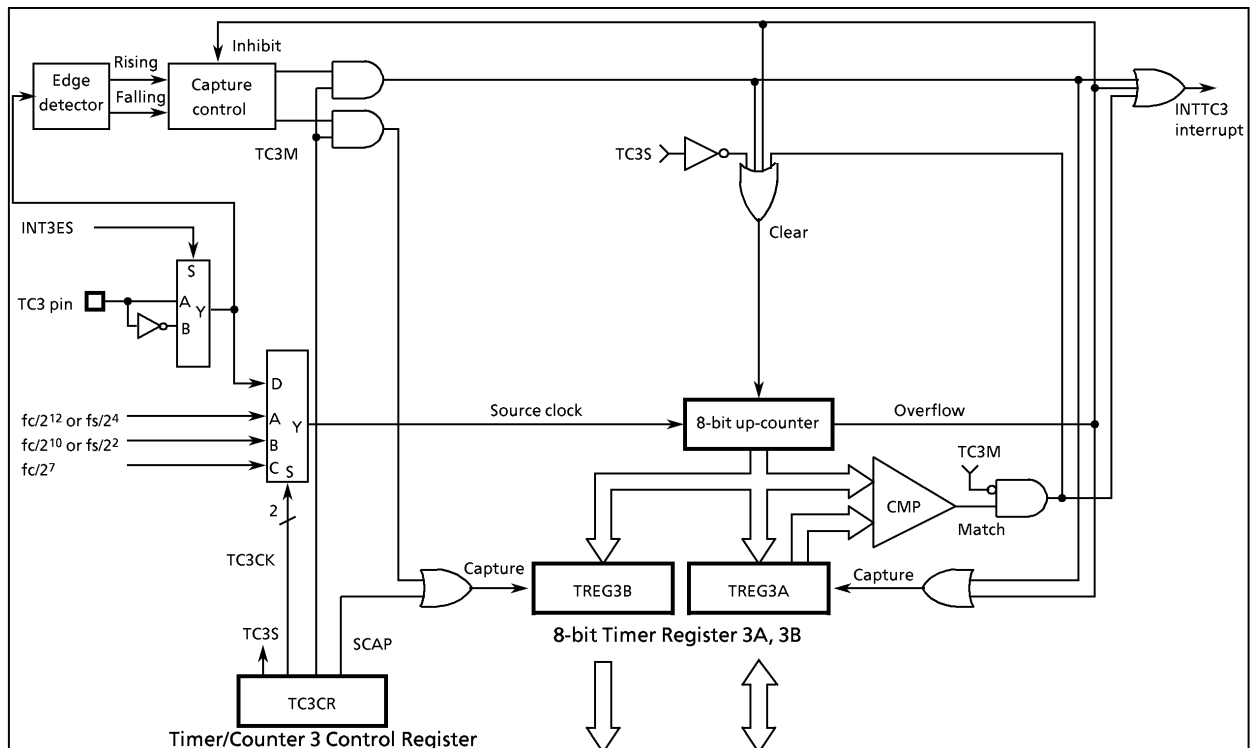 Inhibit
Rising
Edge
detector
Falling
Capture
control
TC3M
INTTC3
interrupt
TC3S
Clear
INT3ES
S
TC3 pin
A
Y
B
D
fc/2¹² or fs/2⁴
A
Y
Source clock
8-bit up-counter
Overflow
fc/2¹⁰ or fs/2²
B
fc/2⁷
C
S
TC3M
2
CMP
Match
TC3CK
Capture
TREG3B
TREG3A
Capture
8-bit Timer Register 3A, 3B
TC3S
SCAP
TC3CR
Timer/Counter 3 Control Register